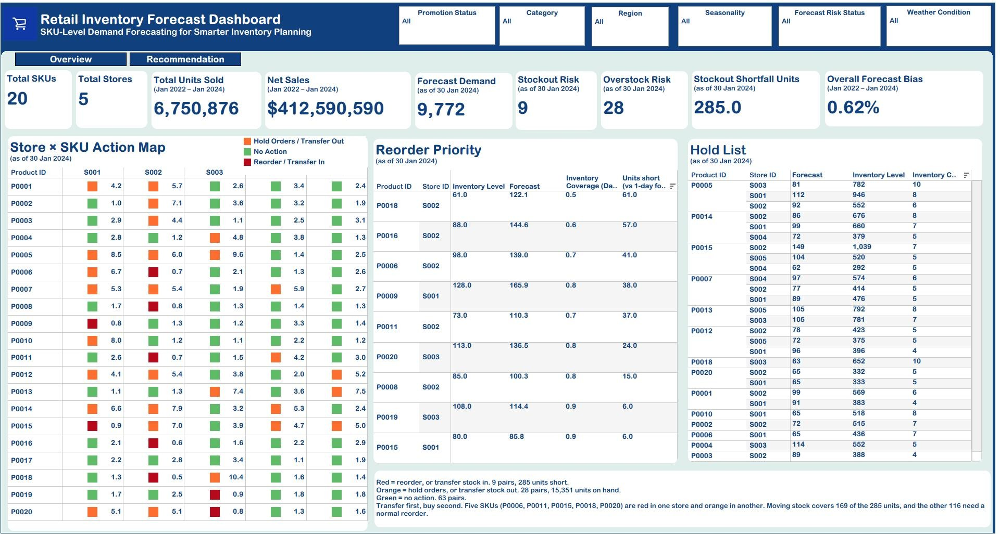 Retail Inventory Forecast Dashboard
SKU-Level Demand Forecasting for Smarter Inventory Planning
Promotion Status
All
Category
All
Region
All
Seasonality
All
Forecast Risk Status
All
Weather Condition
All
Overview
Recommendation
Total SKUs
20
Total Stores
5
Total Units Sold
(Jan 2022 – Jan 2024)
6,750,876
Net Sales
(Jan 2022 – Jan 2024)
$412,590,590
Forecast Demand
(as of 30 Jan 2024)
9,772
Stockout Risk
(as of 30 Jan 2024)
9
Overstock Risk
(as of 30 Jan 2024)
28
Stockout Shortfall Units
(as of 30 Jan 2024)
285.0
Overall Forecast Bias
(Jan 2022 – Jan 2024)
0.62%
Store × SKU Action Map
(as of 30 Jan 2024)
Hold Orders / Transfer Out
No Action
Reorder / Transfer In
Product ID S001 S002 S003
P0001 4.2 5.7 2.6 3.4 2.4
P0002 1.0 7.1 3.6 3.2 1.9
P0003 2.9 4.4 1.1 2.5 3.1
P0004 2.8 1.2 4.8 3.8 1.3
P0005 8.5 6.0 9.6 1.4 2.5
P0006 6.7 0.7 2.1 1.3 2.6
P0007 5.3 5.4 1.9 5.9 2.7
P0008 1.7 0.8 1.3 1.4 1.3
P0009 0.8 1.3 1.2 3.3 1.4
P0010 8.0 1.2 1.1 2.2 1.2
P0011 2.6 0.7 1.5 4.2 3.0
P0012 4.1 5.4 3.8 2.0 5.2
P0013 1.1 1.3 7.4 3.6 7.5
P0014 6.6 7.9 3.2 5.3 2.4
P0015 0.9 7.0 3.9 4.7 5.0
P0016 2.1 0.6 1.6 2.2 2.9
P0017 2.2 2.8 3.4 1.1 1.9
P0018 1.3 0.5 10.4 1.6 1.4
P0019 1.7 2.5 0.9 1.8 1.8
P0020 5.1 5.1 0.8 1.3 1.6
Reorder Priority
(as of 30 Jan 2024)
Inventory Units short
Product ID Store ID Inventory Level Forecast Coverage (Da.. (vs 1-day fo..
P0018 S002 61.0 122.1 0.5 61.0
P0016 S002 88.0 144.6 0.6 57.0
P0006 S002 98.0 139.0 0.7 41.0
P0009 S001 128.0 165.9 0.8 38.0
P0011 S002 73.0 110.3 0.7 37.0
P0020 S003 113.0 136.5 0.8 24.0
P0008 S002 85.0 100.3 0.8 15.0
P0019 S003 108.0 114.4 0.9 6.0
P0015 S001 80.0 85.8 0.9 6.0
Hold List
(as of 30 Jan 2024)
Product ID Store ID Forecast Inventory Level Inventory C..
P0005 S003 81 782 10
S001 112 946 8
S002 92 552 6
P0014 S002 86 676 8
S001 99 660 7
S004 72 379 5
P0015 S002 149 1,039 7
S005 104 520 5
S004 62 292 5
P0007 S004 97 574 6
S002 77 414 5
S001 89 476 5
P0013 S005 105 792 8
S003 105 781 7
P0012 S002 78 423 5
S005 72 375 5
S001 96 396 4
P0018 S003 63 652 10
P0020 S002 65 332 5
S001 65 333 5
P0001 S002 99 569 6
S001 91 383 4
P0010 S001 65 518 8
P0002 S002 72 515 7
P0006 S001 65 436 7
P0004 S003 114 552 5
P0003 S002 89 388 4
Red = reorder, or transfer stock in. 9 pairs, 285 units short.
Orange = hold orders, or transfer stock out. 28 pairs, 15,351 units on hand.
Green = no action. 63 pairs.
Transfer first, buy second. Five SKUs (P0006, P0011, P0015, P0018, P0020) are red in one store and orange in another. Moving stock covers 169 of the 285 units, and the other 116 need a
normal reorder.